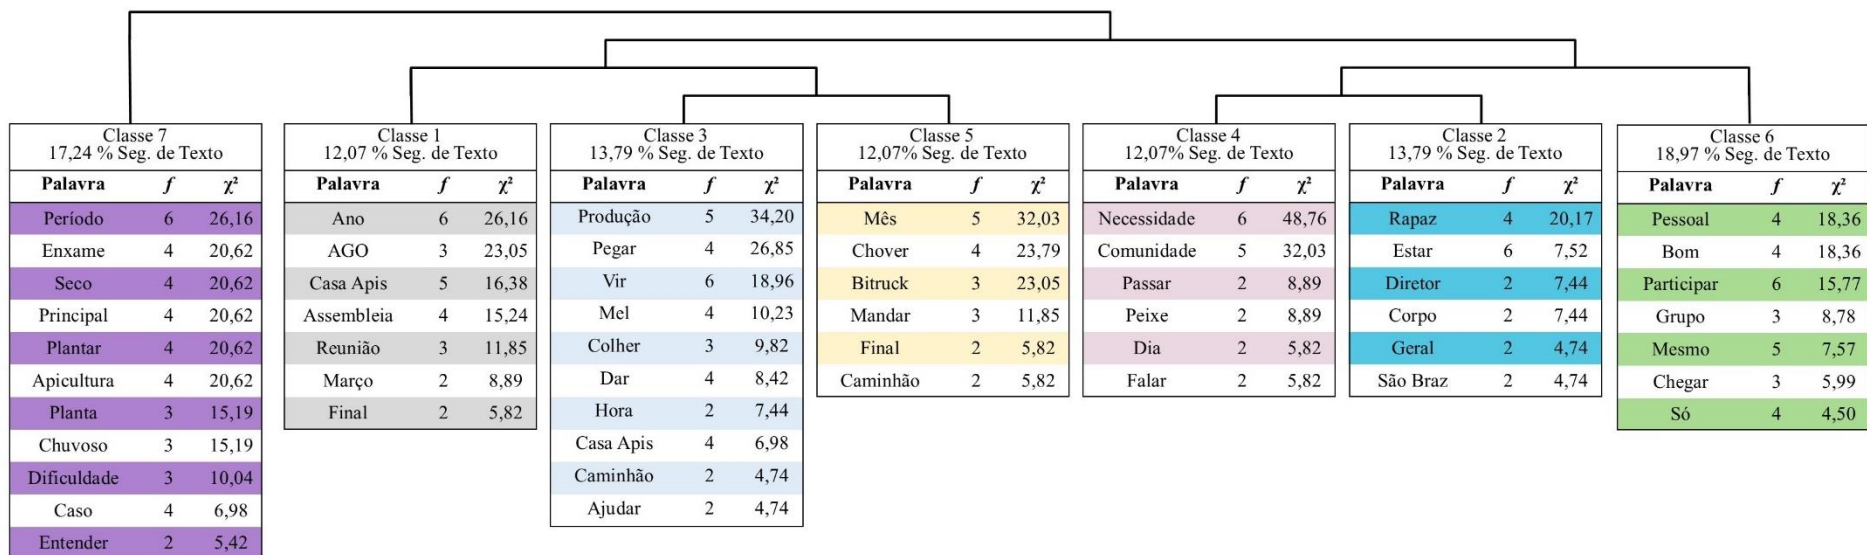 Classe 7
17,24 % Seg. de Texto
Palavra f χ²
Período 6 26,16
Enxame 4 20,62
Seco 4 20,62
Principal 4 20,62
Plantar 4 20,62
Apicultura 4 20,62
Planta 3 15,19
Chuvoso 3 15,19
Dificuldade 3 10,04
Caso 4 6,98
Entender 2 5,42
Classe 1
12,07 % Seg. de Texto
Palavra f χ²
Ano 6 26,16
AGO 3 23,05
Casa Apis 5 16,38
Assembleia 4 15,24
Reunião 3 11,85
Março 2 8,89
Final 2 5,82
Classe 3
13,79 % Seg. de Texto
Palavra f χ²
Produção 5 34,20
Pegar 4 26,85
Vir 6 18,96
Mel 4 10,23
Colher 3 9,82
Dar 4 8,42
Hora 2 7,44
Casa Apis 4 6,98
Caminhão 2 4,74
Ajudar 2 4,74
Classe 5
12,07% Seg. de Texto
Palavra f χ²
Mês 5 32,03
Chover 4 23,79
Bitruck 3 23,05
Mandar 3 11,85
Final 2 5,82
Caminhão 2 5,82
Classe 4
12,07% Seg. de Texto
Palavra f χ²
Necessidade 6 48,76
Comunidade 5 32,03
Passar 2 8,89
Peixe 2 8,89
Dia 2 5,82
Falar 2 5,82
Classe 2
13,79 % Seg. de Texto
Palavra f χ²
Rapaz 4 20,17
Estar 6 7,52
Diretor 2 7,44
Corpo 2 7,44
Geral 2 4,74
São Braz 2 4,74
Classe 6
18,97 % Seg. de Texto
Palavra f χ²
Pessoal 4 18,36
Bom 4 18,36
Participar 6 15,77
Grupo 3 8,78
Mesmo 5 7,57
Chegar 3 5,99
Só 4 4,50